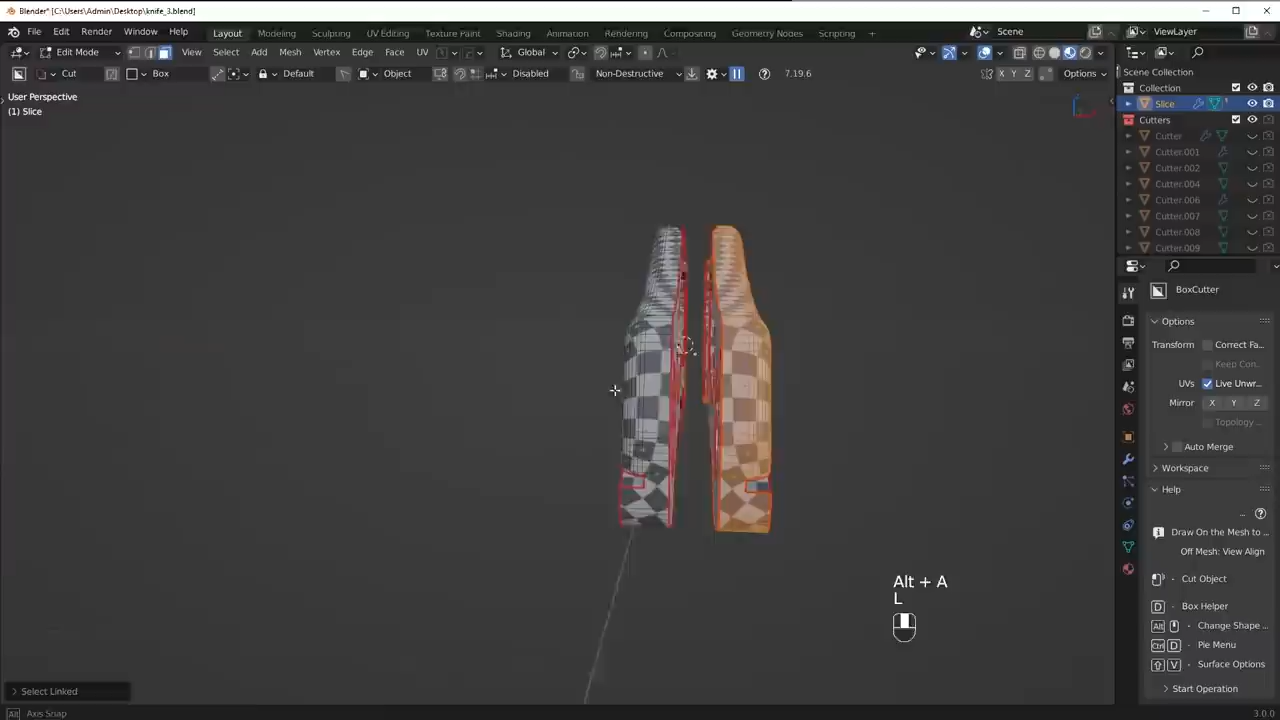 Blender* [C:\Users\Admin\Desktop\knife_3.blend]
File Edit Render Window Help Layout Modeling Sculpting UV Editing Texture Paint Shading Animation Rendering Compositing Geometry Nodes Scripting + Scene ViewLayer
Edit Mode View Select Add Mesh Vertex Edge Face UV Global
Cut Box Default Object Disabled Non-Destructive 7.19.6 X Y Z Options
User Perspective
(1) Slice
Scene Collection
Collection
Slice
Cutters
Cutter
Cutter.001
Cutter.002
Cutter.004
Cutter.006
Cutter.007
Cutter.008
Cutter.009
BoxCutter
Options
Transform Correct Fa...
Keep Con...
UVs Live Unwr...
Mirror X Y Z
Topology ...
Auto Merge
Workspace
Help
...
Draw On the Mesh to ...
Off Mesh: View Align
Cut Object
D · Box Helper
Alt · Change Shape ...
Ctrl D · Pie Menu
V · Surface Options
Start Operation
Alt + A
L
Select Linked
Alt Axis Snap
3.0.0